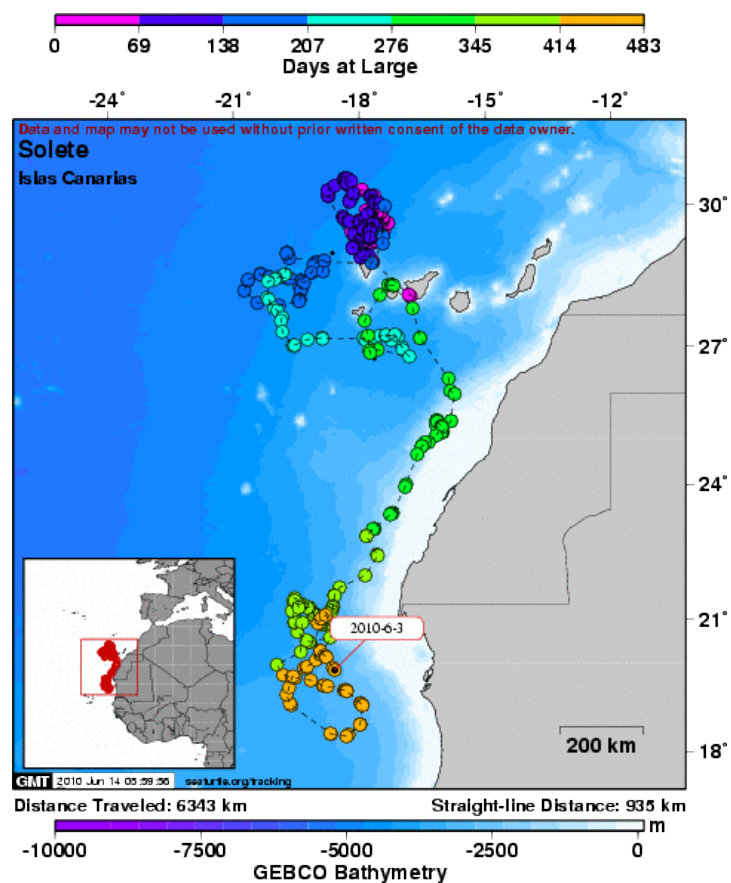 0 69 138 207 276 345 414 483
Days at Large
-24° -21° -18° -15° -12°
Data and map may not be used without prior written consent of the data owner.
Solete
Islas Canarias
30°
27°
24°
21°
2010-6-3
200 km
18°
GMT 2010 Jun 14 05:59:56 seaturtle.org/tracking
Distance Traveled: 6343 km Straight-line Distance: 935 km
m
-10000 -7500 -5000 -2500 0
GEBCO Bathymetry